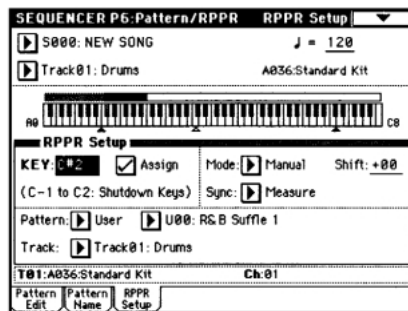 SEQUENCER P6:Pattern/RPPR RPPR Setup
S000: NEW SONG ♩ = 120
Track01: Drums A036:Standard Kit
A0 C8
RPPR Setup
KEY: C#2 Assign Mode: Manual Shift: +00
(C-1 to C2: Shutdown Keys) Sync: Measure
Pattern: User U00: R&B Suffle 1
Track: Track01: Drums
T01:A036:Standard Kit Ch:01
Pattern Edit Pattern Name RPPR Setup